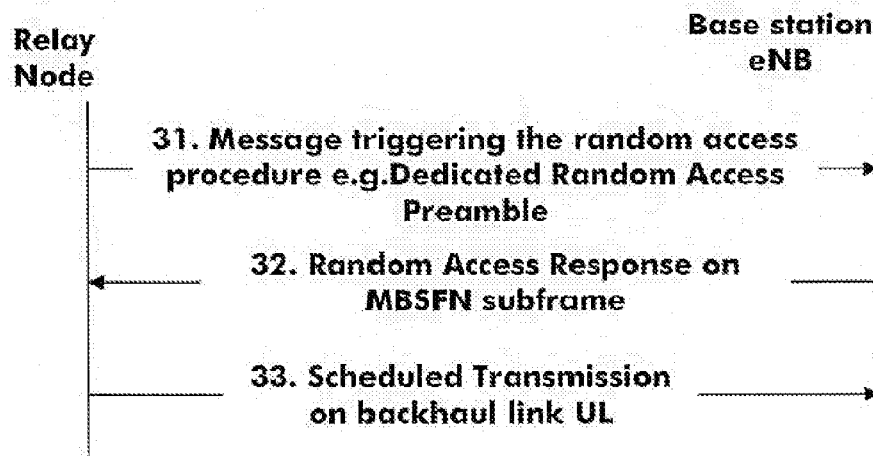 Relay
Node
Base station
eNB
31. Message triggering the random access
procedure e.g.Dedicated Random Access
Preamble
32. Random Access Response on
MBSFN subframe
33. Scheduled Transmission
on backhaul link UL